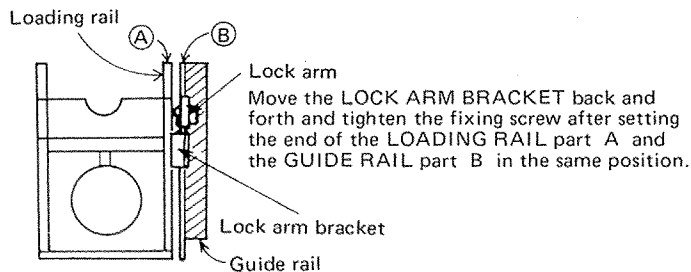 Loading rail
A
B
Lock arm
Move the LOCK ARM BRACKET back and
forth and tighten the fixing screw after setting
the end of the LOADING RAIL part A and
the GUIDE RAIL part B in the same position.
Lock arm bracket
Guide rail